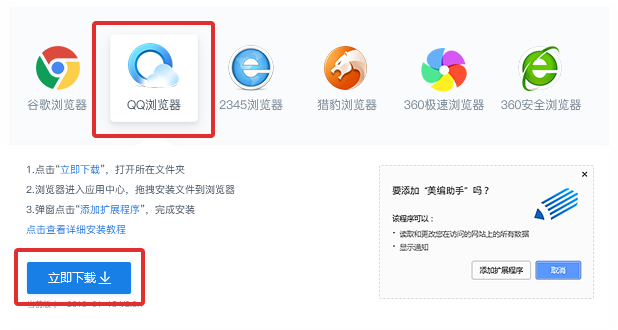 谷歌浏览器
QQ浏览器
2345浏览器
猎豹浏览器
360极速浏览器
360安全浏览器
1.点击“立即下载”，打开所在文件夹
2.浏览器进入应用中心，拖拽安装文件到浏览器
3.弹窗点击“添加扩展程序”，完成安装
点击查看详细安装教程
立即下载
要添加“美编助手”吗？
该程序可以：
• 读取和更改您在访问的网站上的所有数据
• 显示通知
添加扩展程序
取消